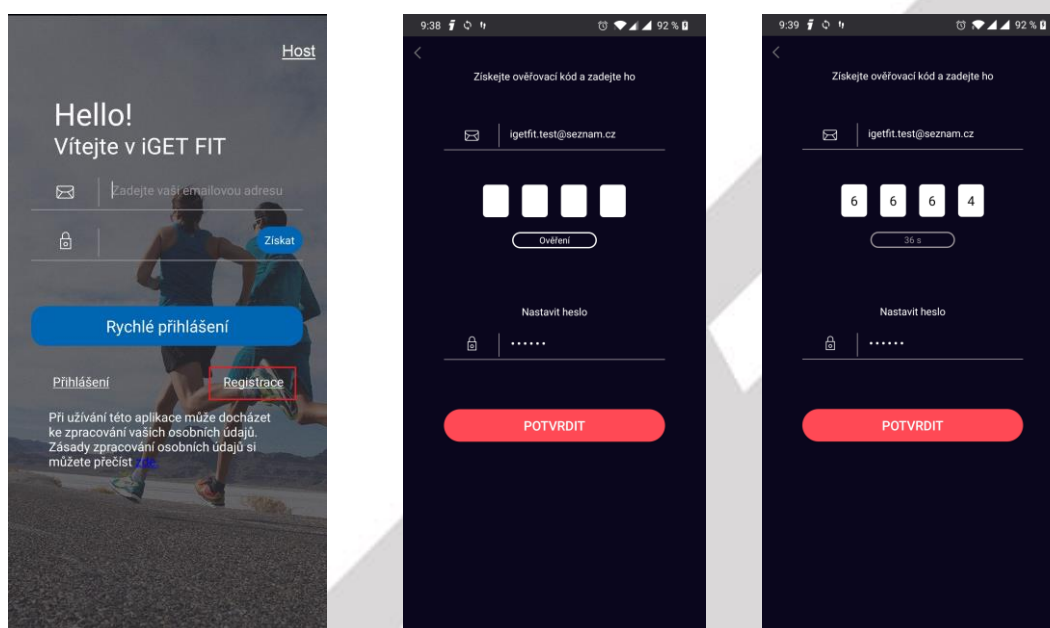 Host
Hello!
Vítejte v iGET FIT
Zadejte vaši emailovou adresu
Získat
Rychlé přihlášení
Přihlášení
Registrace
Při užívání této aplikace může docházet
ke zpracování vašich osobních údajů.
Zásady zpracování osobních údajů si
můžete přečíst zde.
9:38
92 %
Získejte ověřovací kód a zadejte ho
igetfit.test@seznam.cz
Ověření
Nastavit heslo
POTVRDIT
9:39
92 %
Získejte ověřovací kód a zadejte ho
igetfit.test@seznam.cz
6 6 6 4
36 s
Nastavit heslo
POTVRDIT